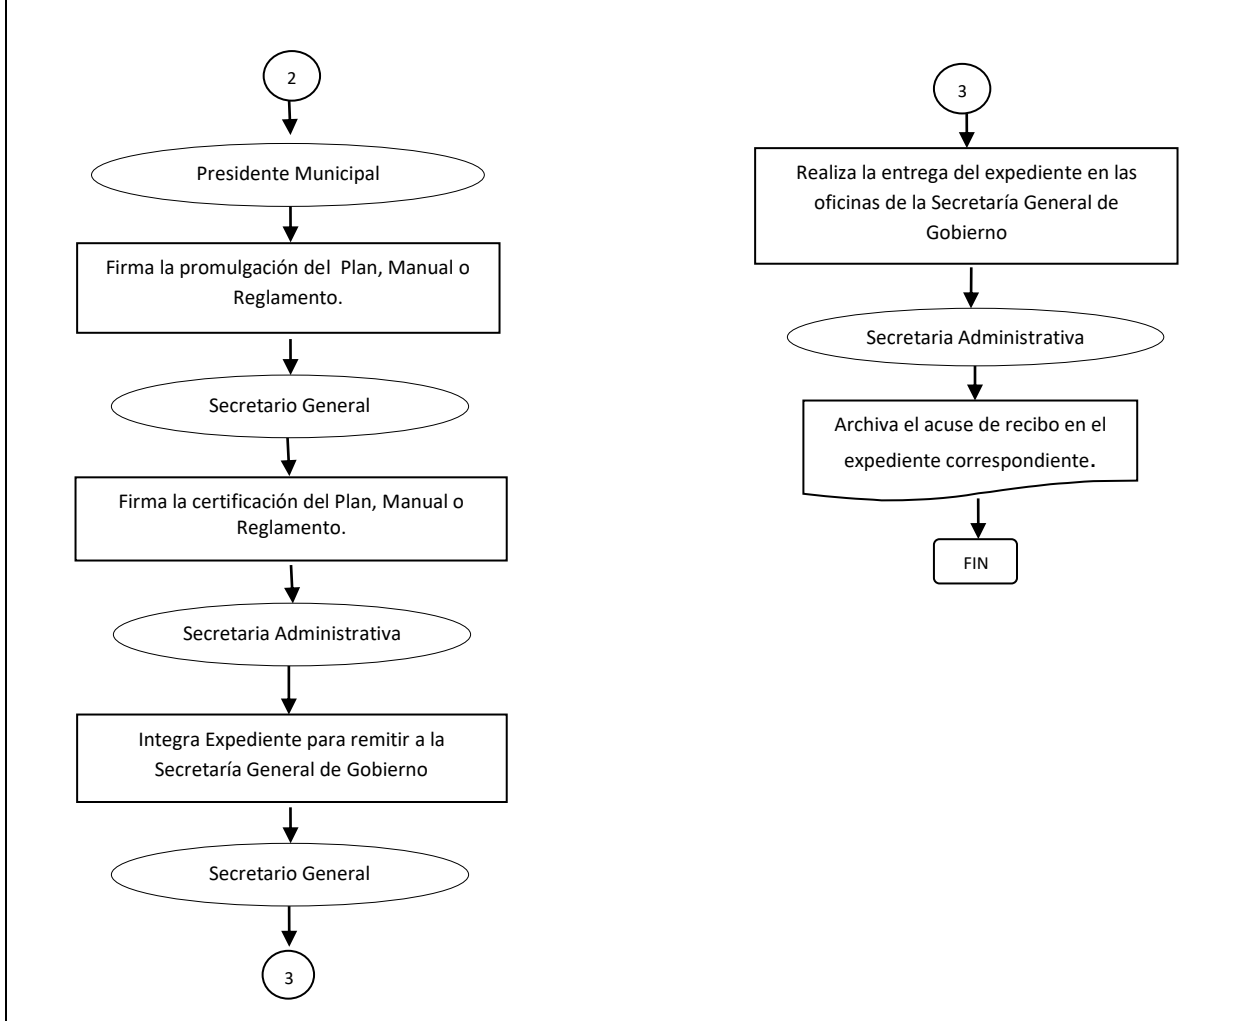 2
Presidente Municipal
Firma la promulgación del  Plan, Manual o
Reglamento.
Secretario General
Firma la certificación del Plan, Manual o
Reglamento.
Secretaria Administrativa
Integra Expediente para remitir a la
Secretaría General de Gobierno
Secretario General
3
3
Realiza la entrega del expediente en las
oficinas de la Secretaría General de
Gobierno
Secretaria Administrativa
Archiva el acuse de recibo en el
expediente correspondiente.
FIN